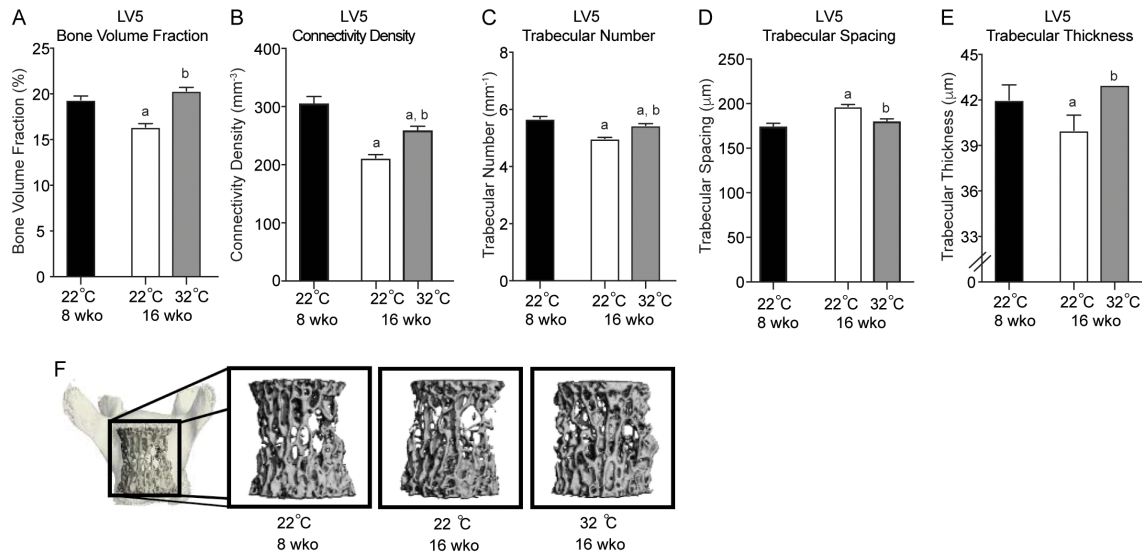 A
LV5
Bone Volume Fraction
Bone Volume Fraction (%)
25
20
15
10
5
0
a
b
22°C
22°C
32°C
8 wko
16 wko
B
LV5
Connectivity Density
Connectivity Density (mm⁻³)
400
300
200
100
0
a
a, b
22°C
22°C
32°C
8 wko
16 wko
C
LV5
Trabecular Number
Trabecular Number (mm⁻¹)
8
6
4
2
0
a
a, b
22°C
22°C
32°C
8 wko
16 wko
D
LV5
Trabecular Spacing
Trabecular Spacing (μm)
250
200
150
100
50
0
a
b
22°C
22°C
32°C
8 wko
16 wko
E
LV5
Trabecular Thickness
Trabecular Thickness (μm)
45
42
39
36
33
0
a
b
22°C
22°C
32°C
8 wko
16 wko
F
22°C
8 wko
22 °C
16 wko
32 °C
16 wko